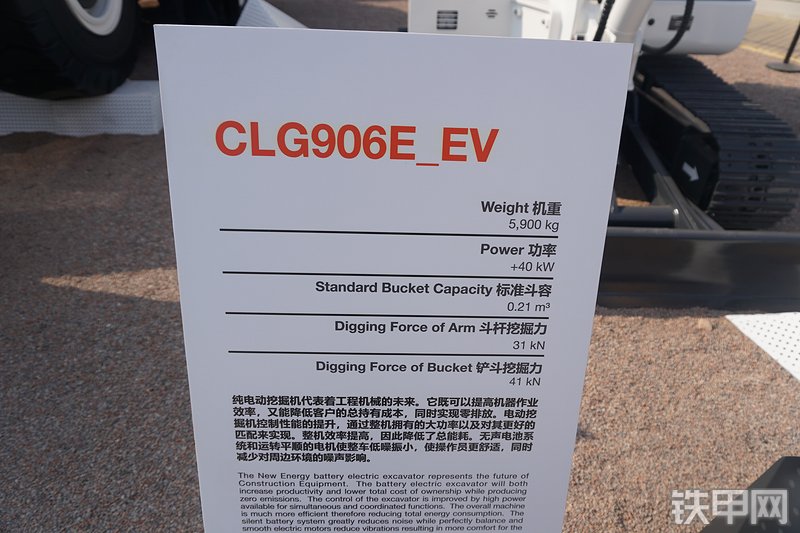 CLG906E_EV
Weight 机重
5,900 kg
Power 功率
+40 kW
Standard Bucket Capacity 标准斗容
0.21 m³
Digging Force of Arm 斗杆挖掘力
31 kN
Digging Force of Bucket 铲斗挖掘力
41 kN
纯电动挖掘机代表着工程机械的未来。它既可以提高机器作业
效率，又能降低客户的总持有成本，同时实现零排放。电动挖
掘机控制性能的提升，通过整机拥有的大功率以及对其更好的
匹配来实现。整机效率提高，因此降低了总能耗。无声电池系
统和运转平顺的电机使整车低噪振小，使操作员更舒适，同时
减少对周边环境的噪声影响。
The New Energy battery electric excavator represents the future of
Construction Equipment. The battery electric excavator will both
increase productivity and lower total cost of ownership while producing
zero emissions. The control of the excavator is improved by high power
available for simultaneous and coordinated functions. The overall machine
is much more efficient therefore reducing total energy consumption. The
silent battery system greatly reduces noise while perfectly balance and
smooth electric motors reduce vibrations resulting in more comfort for the
铁甲网